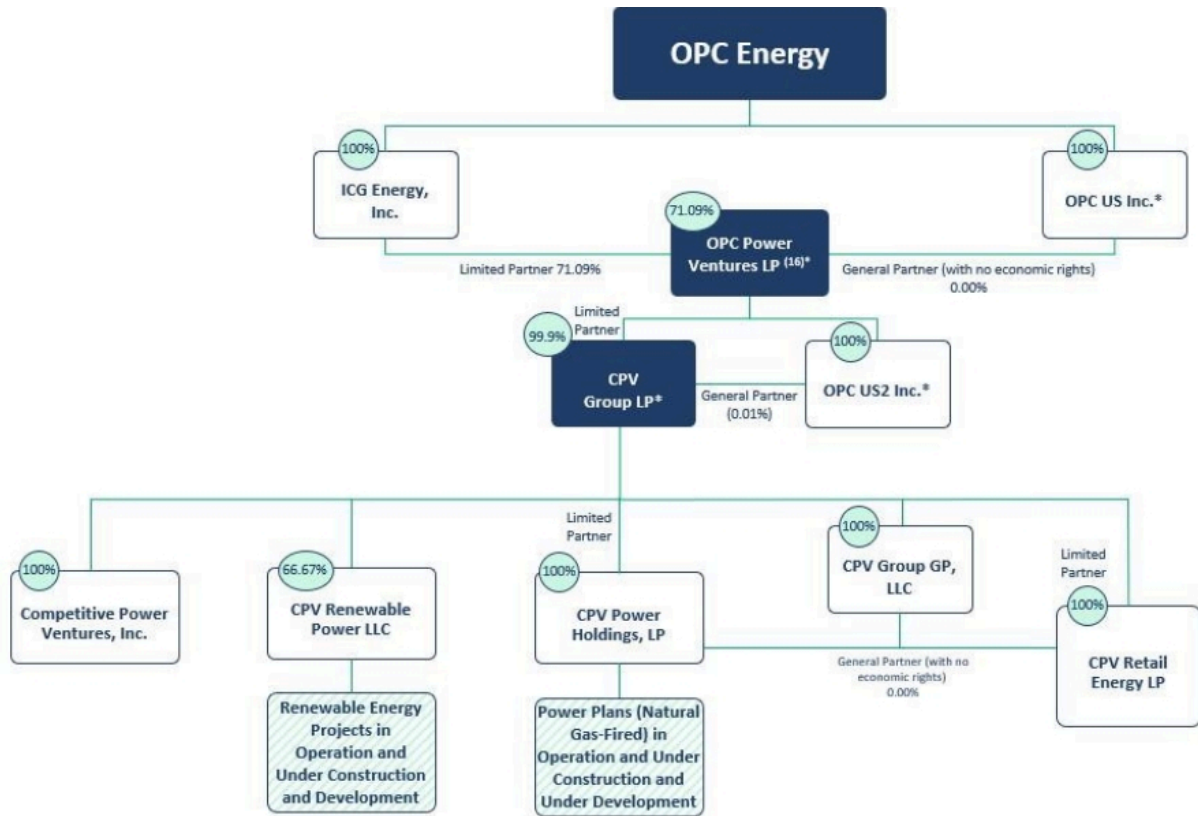 OPC Energy
100%
ICG Energy,
Inc.
100%
OPC US Inc.*
71.09%
OPC Power
Ventures LP (16)*
Limited Partner 71.09%
General Partner (with no economic rights)
0.00%
Limited
Partner
99.9%
CPV
Group LP*
General Partner
(0.01%)
100%
OPC US2 Inc.*
100%
Competitive Power
Ventures, Inc.
66.67%
CPV Renewable
Power LLC
Limited
Partner
100%
CPV Power
Holdings, LP
100%
CPV Group GP,
LLC
Limited
Partner
100%
CPV Retail
Energy LP
General Partner (with no
economic rights)
0.00%
Renewable Energy
Projects in
Operation and
Under Construction
and Development
Power Plans (Natural
Gas-Fired) in
Operation and Under
Construction and
Under Development